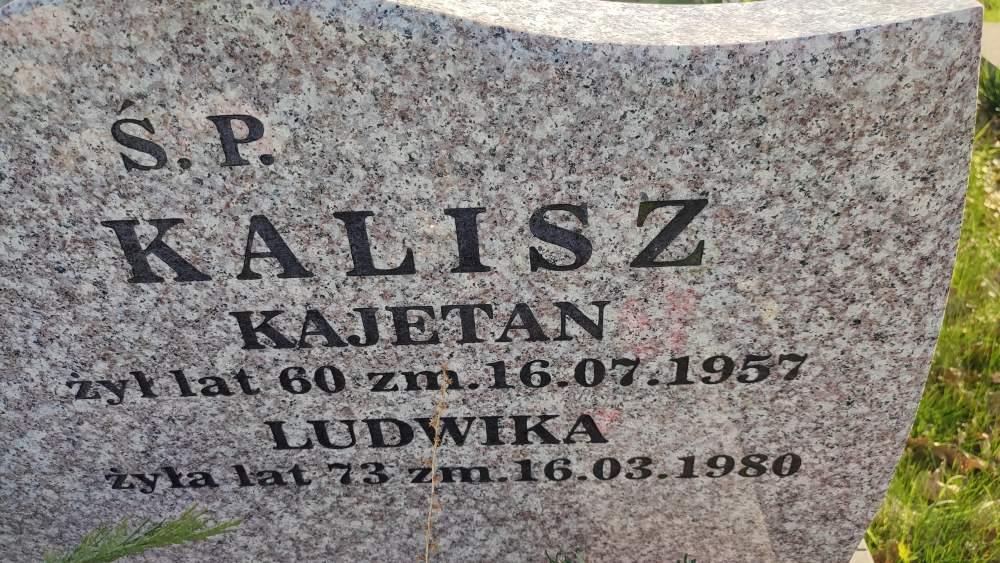 Ś. P.
KALISZ
KAJETAN
żył lat 60 zm.16.07.1957
LUDWIKA
żyła lat 73 zm.16.03.1980